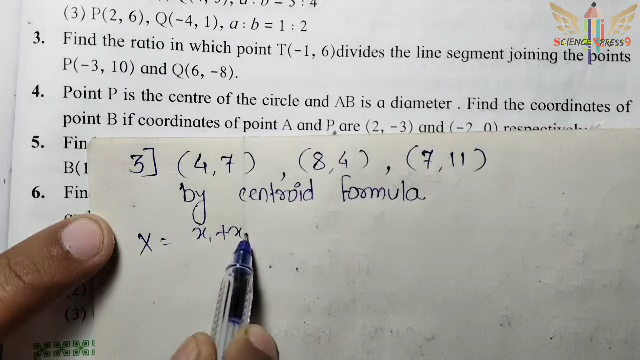 (3) P(2, 6), Q(-4, 1), a : b = 1 : 2
3. Find the ratio in which point T(-1, 6)divides the line segment joining the points
P(-3, 10) and Q(6, -8).
4. Point P is the centre of the circle and AB is a diameter . Find the coordinates of
point B if coordinates of point A and P are (2, -3) and (-2, 0) respectively.
5. Fin
B(1
6. Fin
(3)
SCIENCE XPRESS9
3] (4,7) , (8,4) , (7,11)
by centroid formula
X = x₁ + x